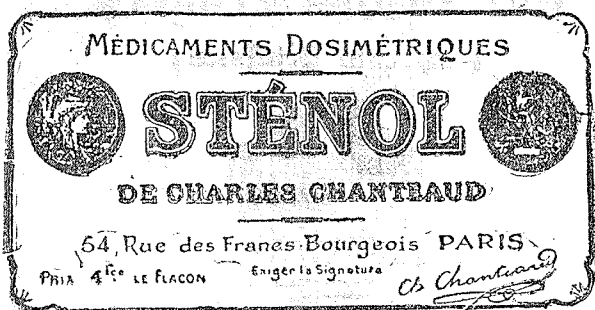 MÉDICAMENTS DOSIMÉTRIQUES
STÉNOL
DE CHARLES CHANTEAUD
54, Rue des Francs-Bourgeois PARIS
PRIX 4fcs LE FLACON Exiger la Signature Ch Chanteaud